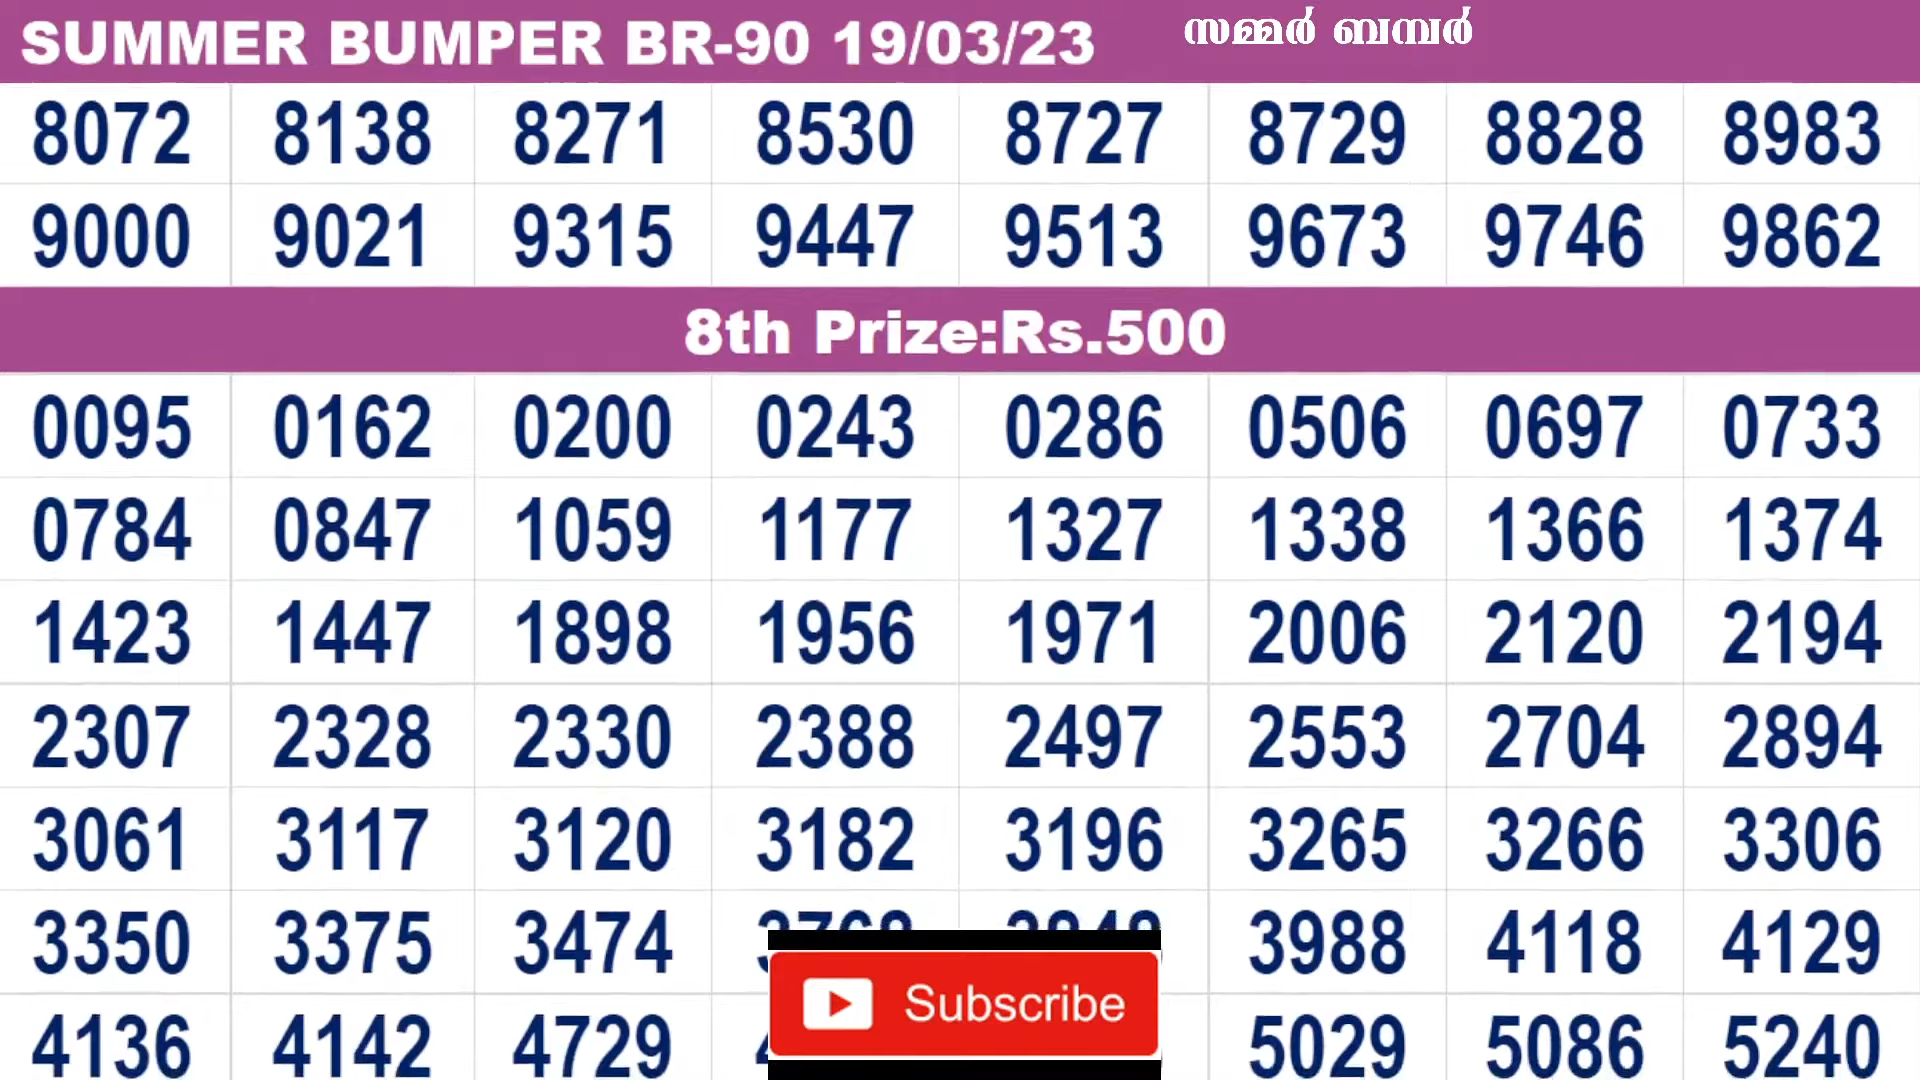 SUMMER BUMPER BR-90 19/03/23 സമ്മർ ബമ്പർ
8072 8138 8271 8530 8727 8729 8828 8983
9000 9021 9315 9447 9513 9673 9746 9862
8th Prize:Rs.500
0095 0162 0200 0243 0286 0506 0697 0733
0784 0847 1059 1177 1327 1338 1366 1374
1423 1447 1898 1956 1971 2006 2120 2194
2307 2328 2330 2388 2497 2553 2704 2894
3061 3117 3120 3182 3196 3265 3266 3306
3350 3375 3474 3988 4118 4129
4136 4142 4729 5029 5086 5240
Subscribe